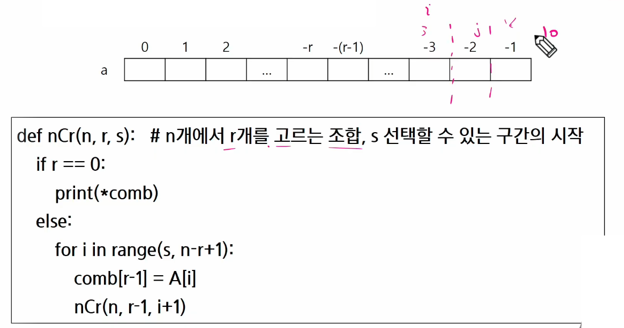 i
s j k 10
0 1 2 -r -(r-1) -3 -2 -1
a ... ...
def nCr(n, r, s): # n개에서 r개를 고르는 조합, s 선택할 수 있는 구간의 시작
if r == 0:
print(*comb)
else:
for i in range(s, n-r+1):
comb[r-1] = A[i]
nCr(n, r-1, i+1)